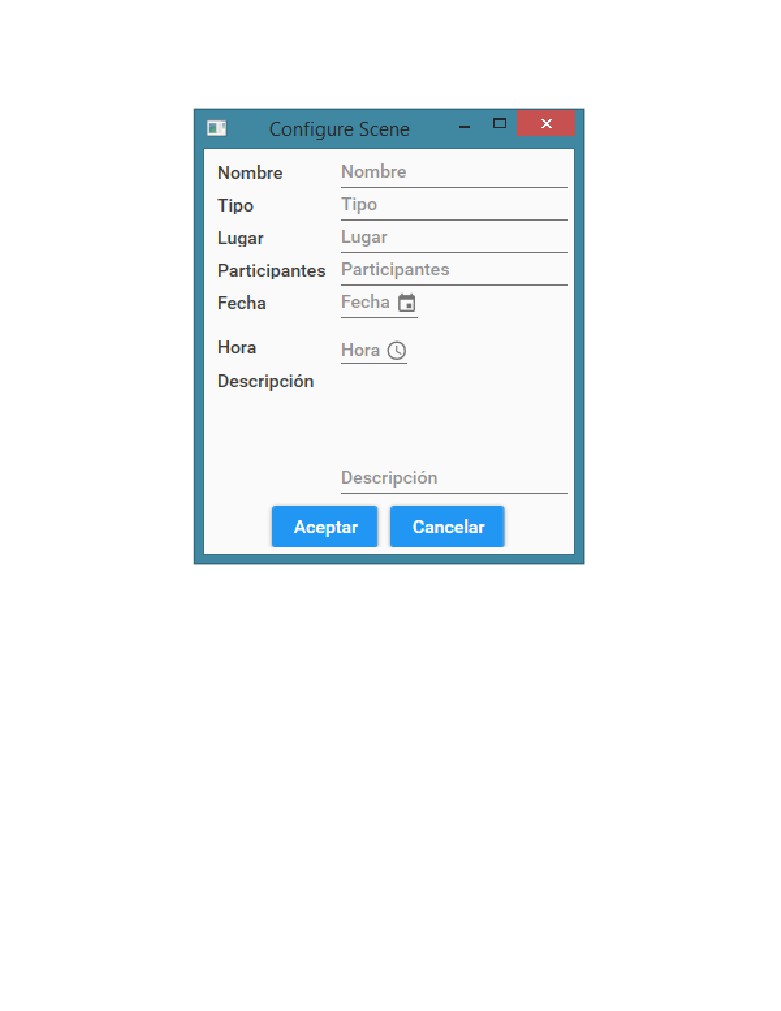 Configure Scene
Nombre Nombre
Tipo Tipo
Lugar Lugar
Participantes Participantes
Fecha Fecha
Hora Hora
Descripción
Descripción
Aceptar Cancelar